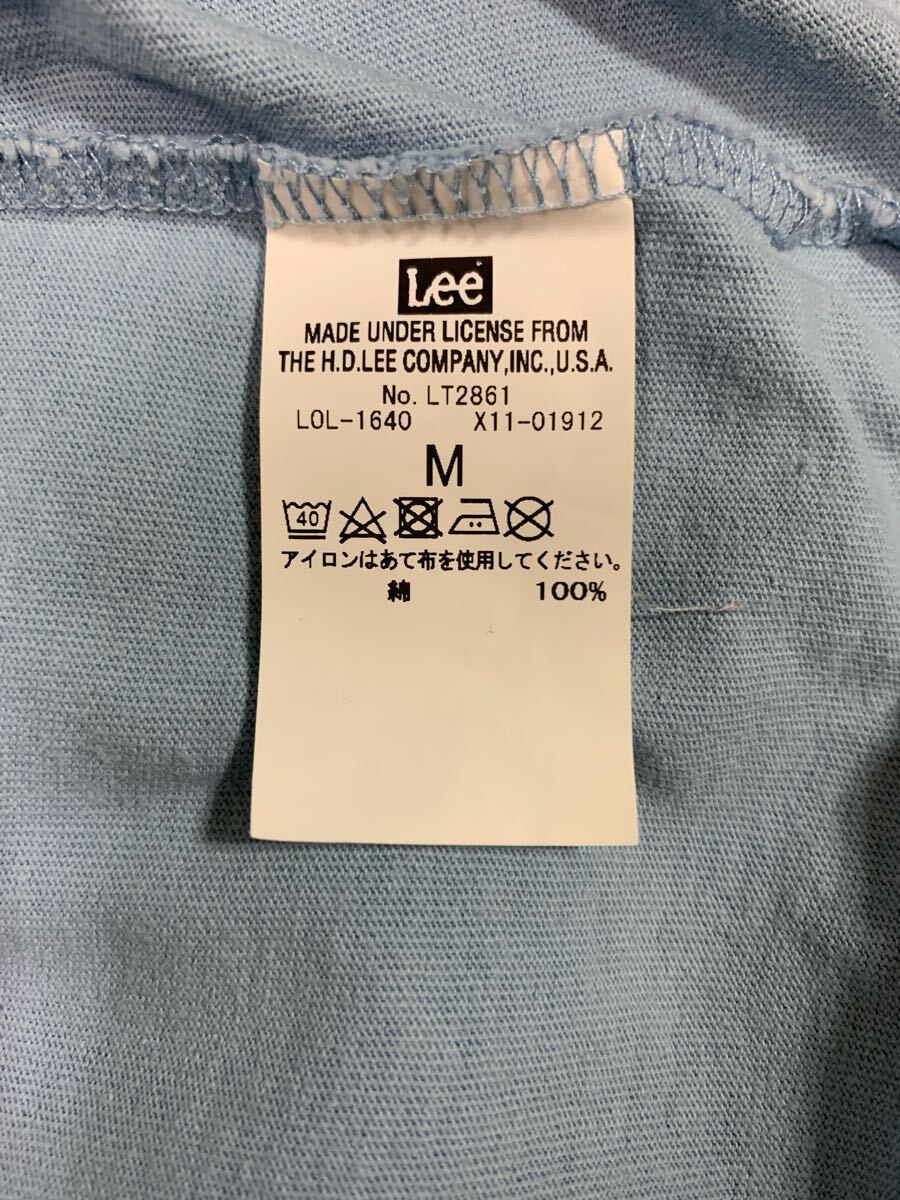 Lee
MADE UNDER LICENSE FROM
THE H.D.LEE COMPANY,INC.,U.S.A.
No. LT2861
LOL-1640 X11-01912
M
40
アイロンはあて布を使用してください。
綿 100%